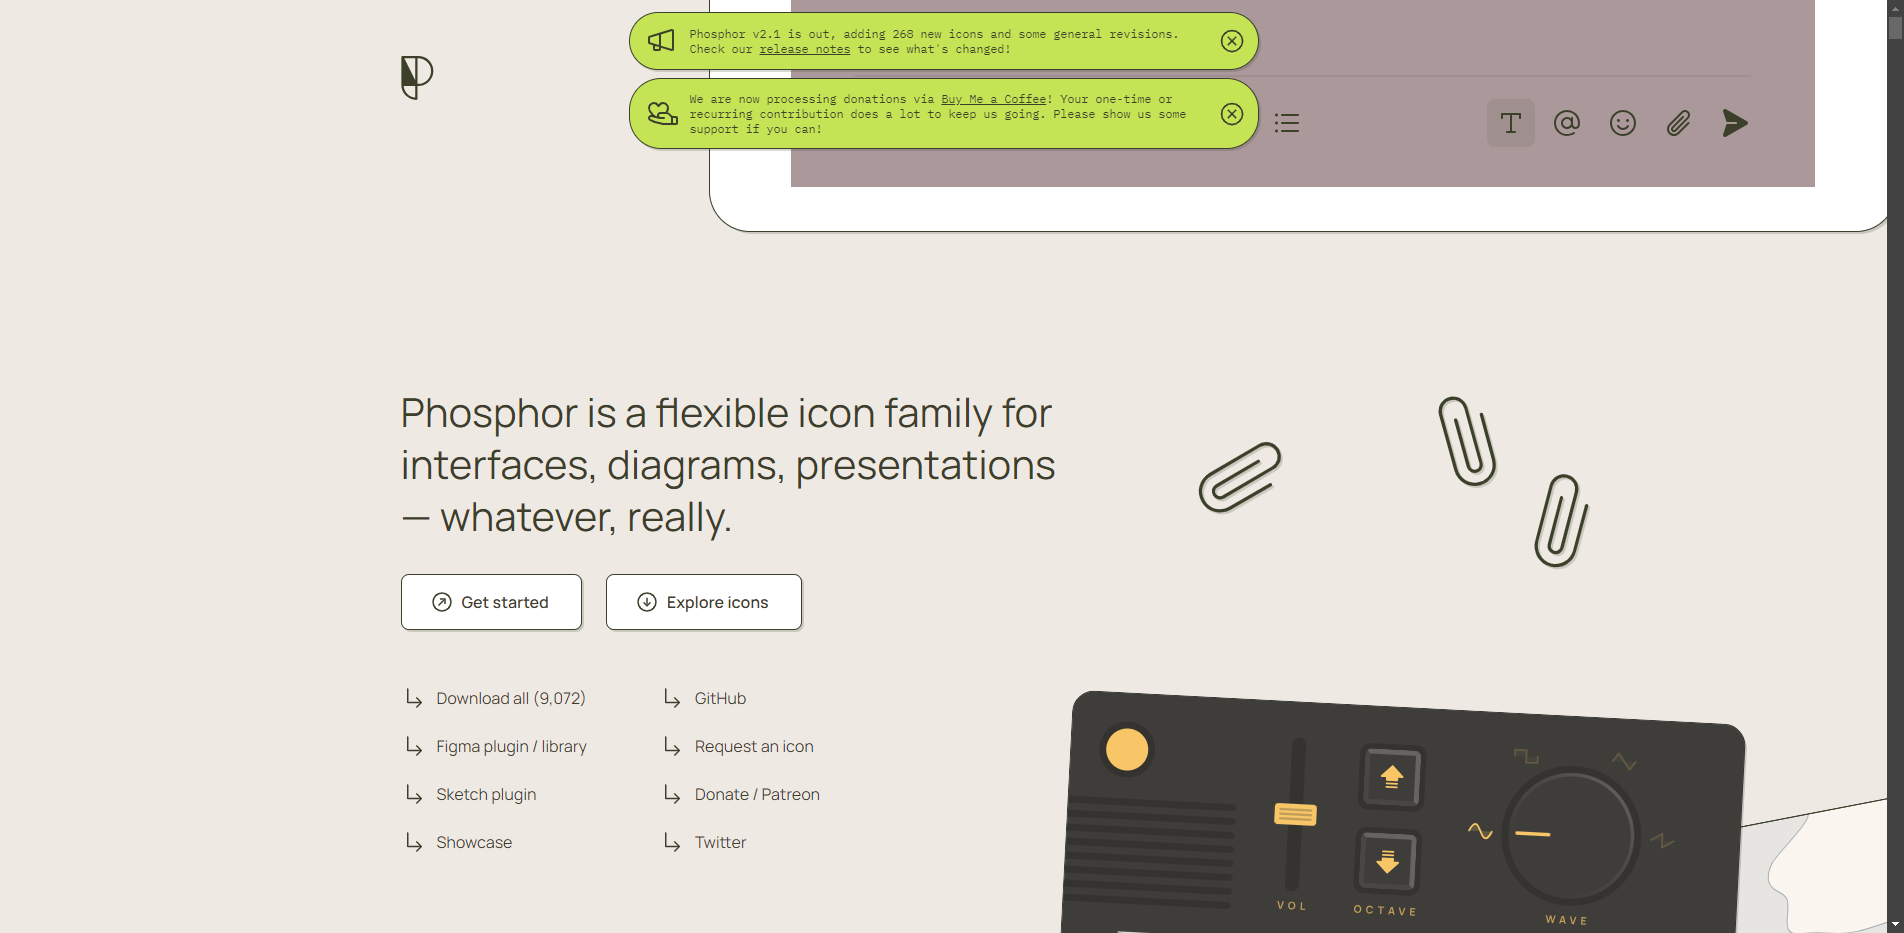 Phosphor v2.1 is out, adding 268 new icons and some general revisions.
Check our release notes to see what's changed!
We are now processing donations via Buy Me a Coffee! Your one-time or
recurring contribution does a lot to keep us going. Please show us some
support if you can!
Phosphor is a flexible icon family for
interfaces, diagrams, presentations
— whatever, really.
Get started
Explore icons
Download all (9,072)
GitHub
Figma plugin / library
Request an icon
Sketch plugin
Donate / Patreon
Showcase
Twitter
VOL
OCTAVE
WAVE